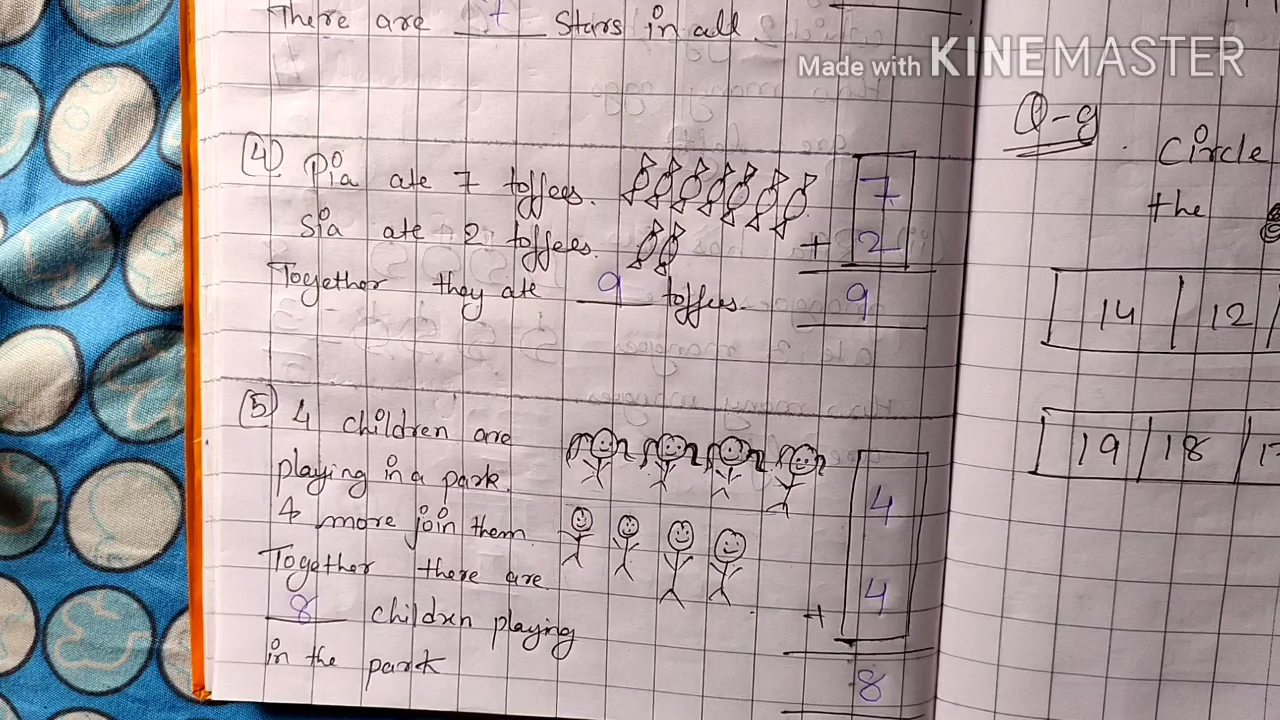 There are 7 stars in all.
Made with KINEMASTER
(4) Pia ate 7 toffees.
7
Sia ate 2 toffees.
+ 2
Together they ate 9 toffees.
9
(5) 4 children are
playing in a park.
4 more join them.
Together there are.
8 children playing
in the park
4
+ 4
8
Q-9. Circle
the
14 12
19 18